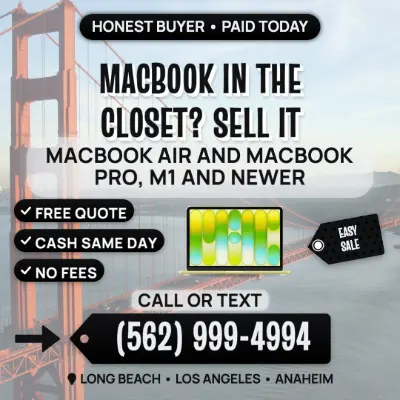 HONEST BUYER • PAID TODAY
MACBOOK IN THE
CLOSET? SELL IT
MACBOOK AIR AND MACBOOK
PRO, M1 AND NEWER
FREE QUOTE
CASH SAME DAY
NO FEES
EASY
SALE
CALL OR TEXT
(562) 999-4994
LONG BEACH • LOS ANGELES • ANAHEIM